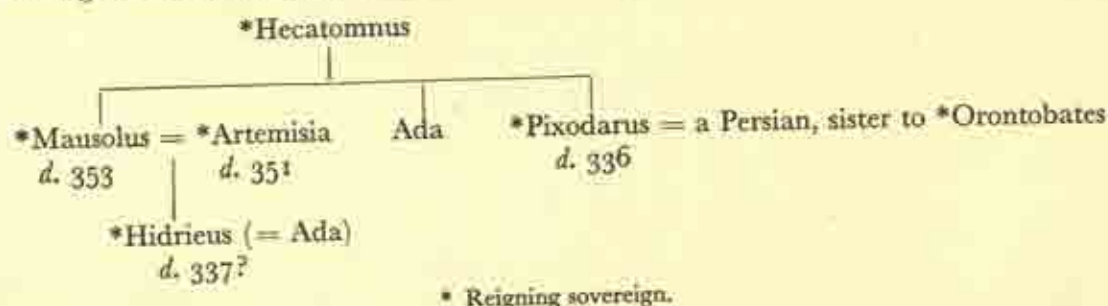 *Hecatomnus
*Mausolus = *Artemisia Ada *Pixodarus = a Persian, sister to *Orontobates
d. 353 d. 351 d. 336
*Hidrieus (= Ada)
d. 337?
* Reigning sovereign.